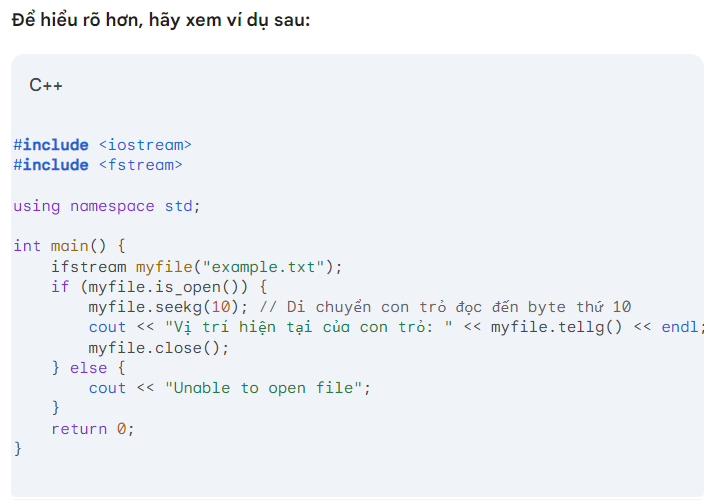 Để hiểu rõ hơn, hãy xem ví dụ sau:
C++
#include <iostream>
#include <fstream>
using namespace std;
int main() {
    ifstream myfile("example.txt");
    if (myfile.is_open()) {
        myfile.seekg(10); // Di chuyển con trỏ đọc đến byte thứ 10
        cout << "Vị trí hiện tại của con trỏ: " << myfile.tellg() << endl;
        myfile.close();
    } else {
        cout << "Unable to open file";
    }
    return 0;
}